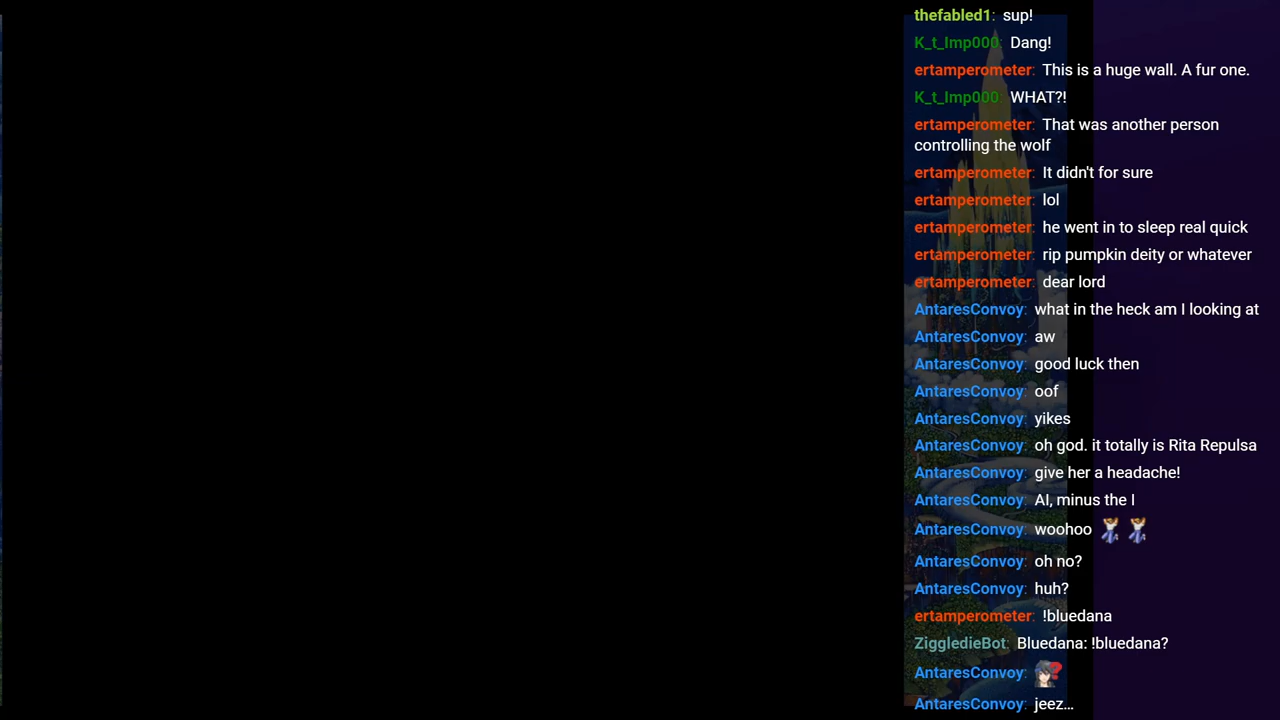 thefabled1: sup!
K_t_Imp000: Dang!
ertamperometer: This is a huge wall. A fur one.
K_t_Imp000: WHAT?!
ertamperometer: That was another person
controlling the wolf
ertamperometer: It didn't for sure
ertamperometer: lol
ertamperometer: he went in to sleep real quick
ertamperometer: rip pumpkin deity or whatever
ertamperometer: dear lord
AntaresConvoy: what in the heck am I looking at
AntaresConvoy: aw
AntaresConvoy: good luck then
AntaresConvoy: oof
AntaresConvoy: yikes
AntaresConvoy: oh god. it totally is Rita Repulsa
AntaresConvoy: give her a headache!
AntaresConvoy: AI, minus the I
AntaresConvoy: woohoo
AntaresConvoy: oh no?
AntaresConvoy: huh?
ertamperometer: !bluedana
ZiggledieBot: Bluedana: !bluedana?
AntaresConvoy:
AntaresConvoy: jeez...